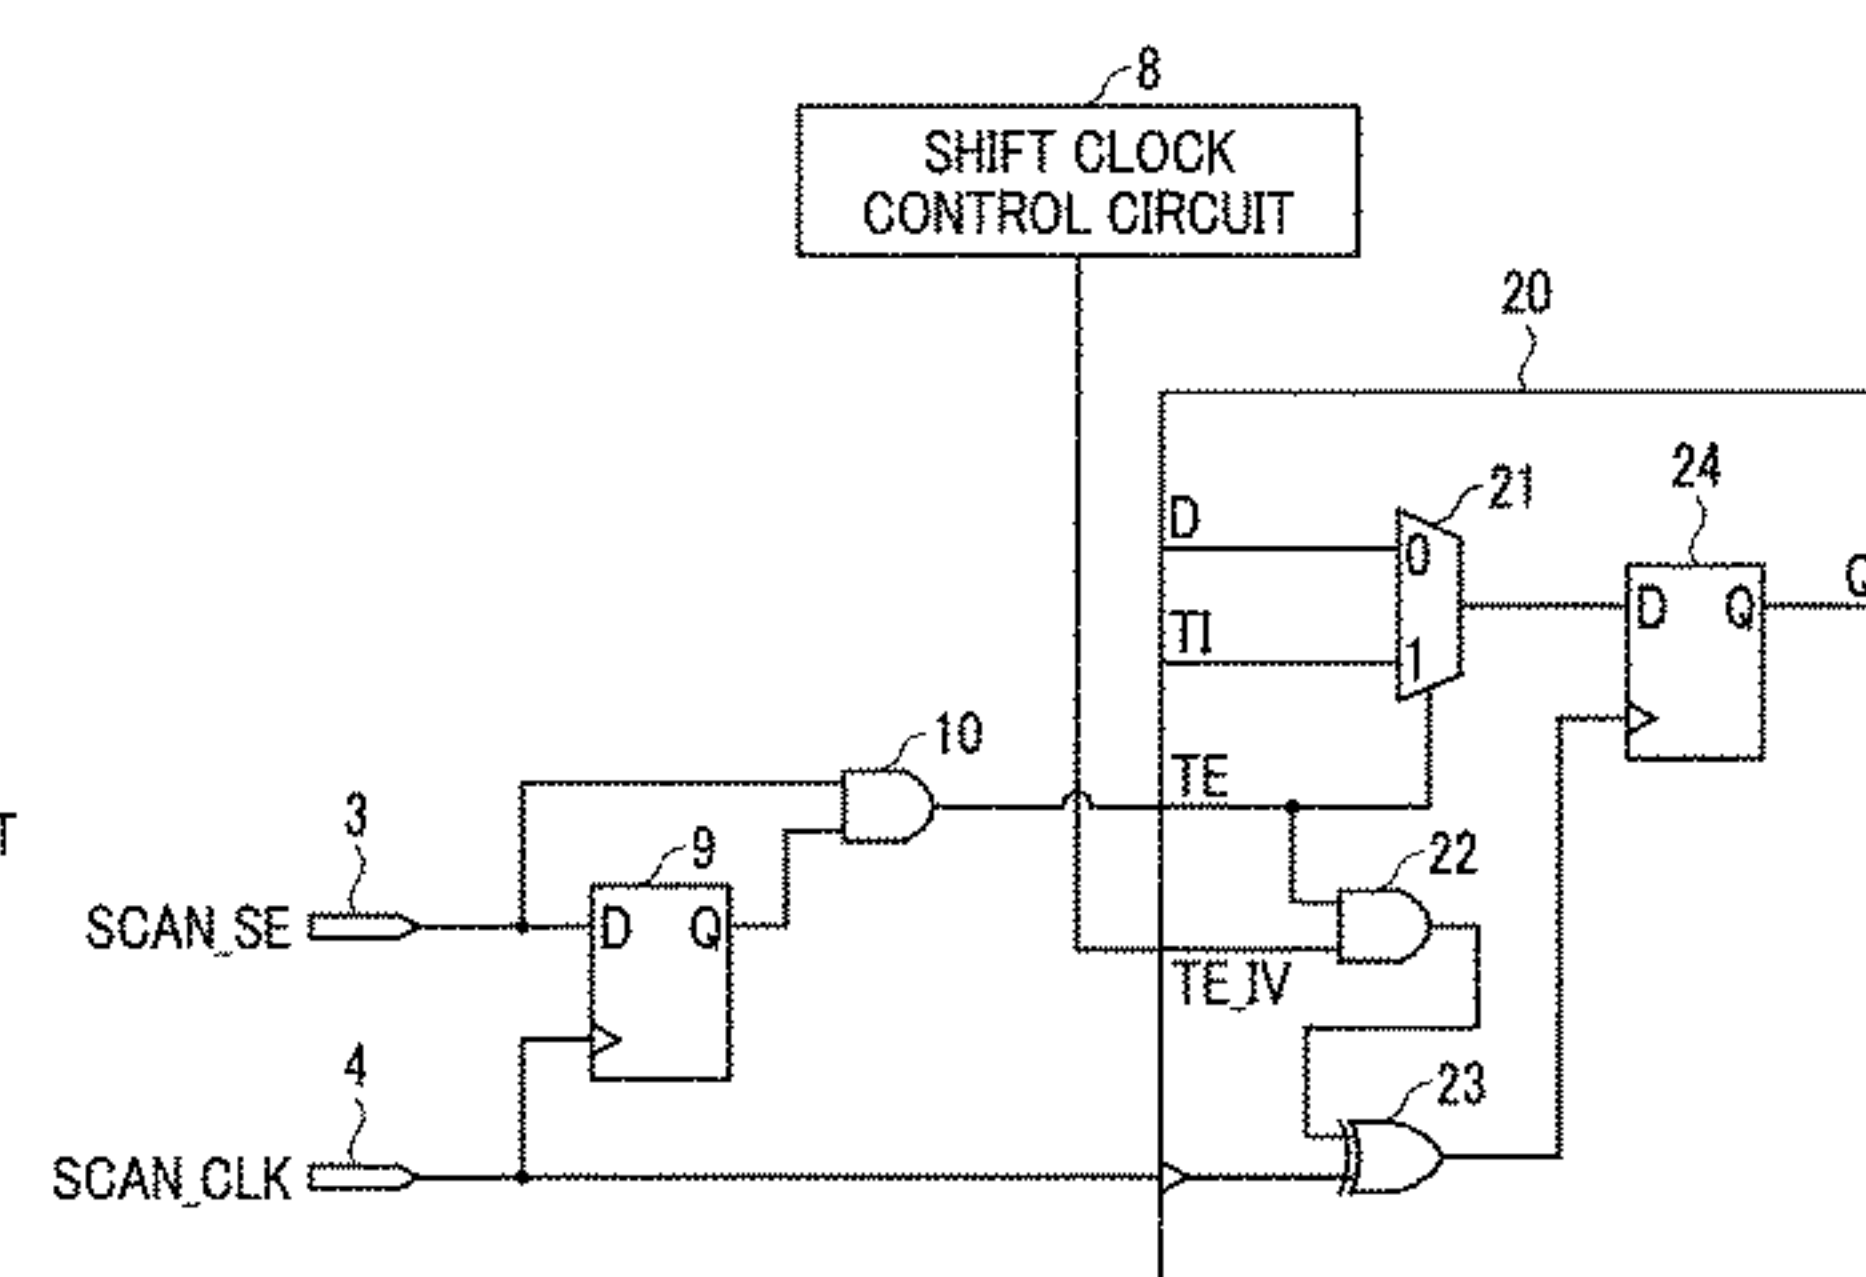 8
SHIFT CLOCK
CONTROL CIRCUIT
20
24
21
D
0
D Q
Q
TI
1
10
TE
3
T
9
22
SCAN_SE
D Q
TE_IV
4
23
SCAN_CLK